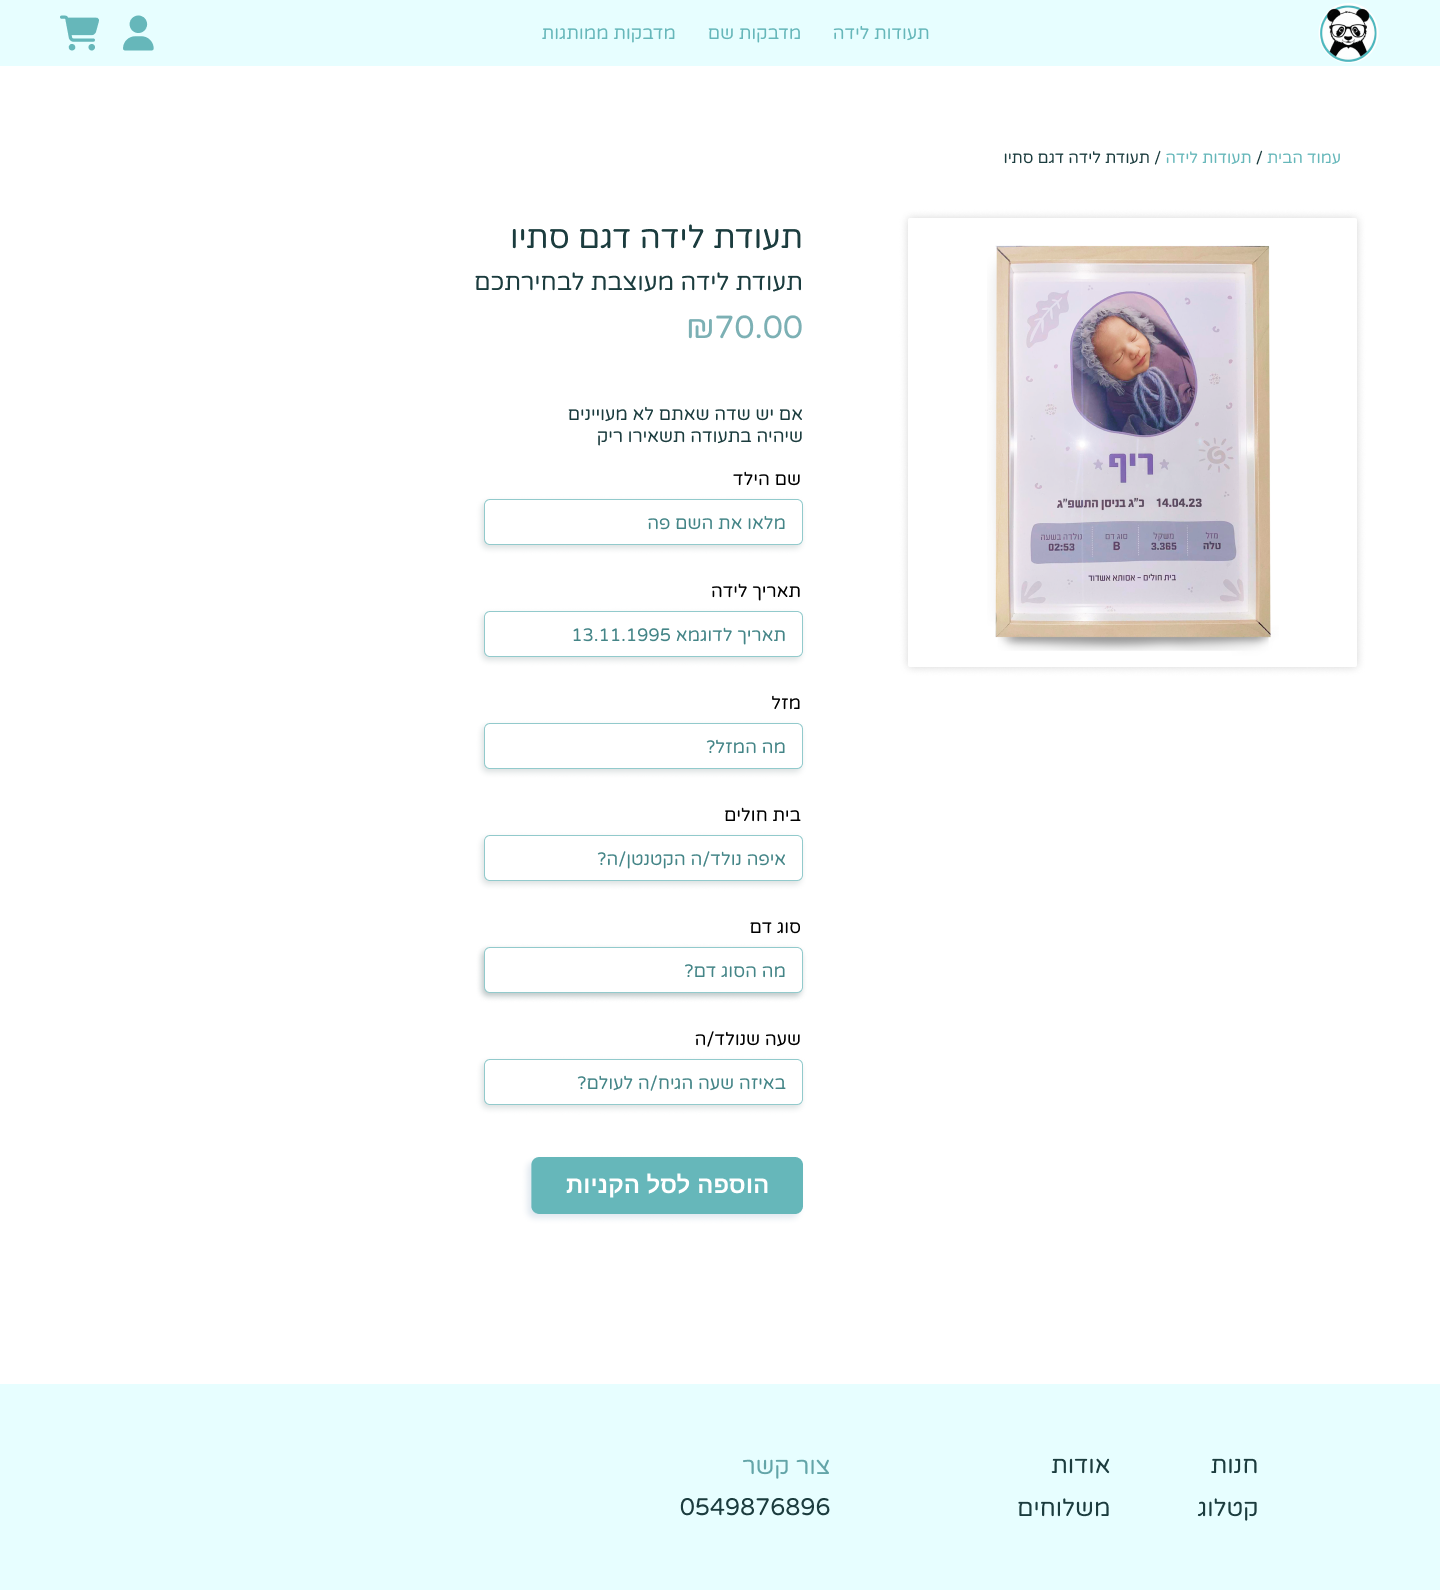 תעודות לידה
מדבקות שם
מדבקות ממותגות
עמוד הבית / תעודות לידה / תעודת לידה דגם סתיו
תעודת לידה דגם סתיו
תעודת לידה מעוצבת לבחירתכם
₪70.00
אם יש שדה שאתם לא מעויינים
שיהיה בתעודה תשאירו ריק
שם הילד
מלאו את השם פה
תאריך לידה
תאריך לדוגמא 13.11.1995
מזל
מה המזל?
בית חולים
איפה נולד/ה הקטנטן/ה?
סוג דם
מה הסוג דם?
שעה שנולד/ה
באיזה שעה הגיח/ה לעולם?
הוספה לסל הקניות
ריף
14.04.23 כ"ג בניסן התשפ"ג
מזל
טלה
משקל
3.365
סוג דם
B
נולדה בשעה
02:53
בית חולים - אסותא אשדוד
חנות
קטלוג
אודות
משלוחים
צור קשר
0549876896